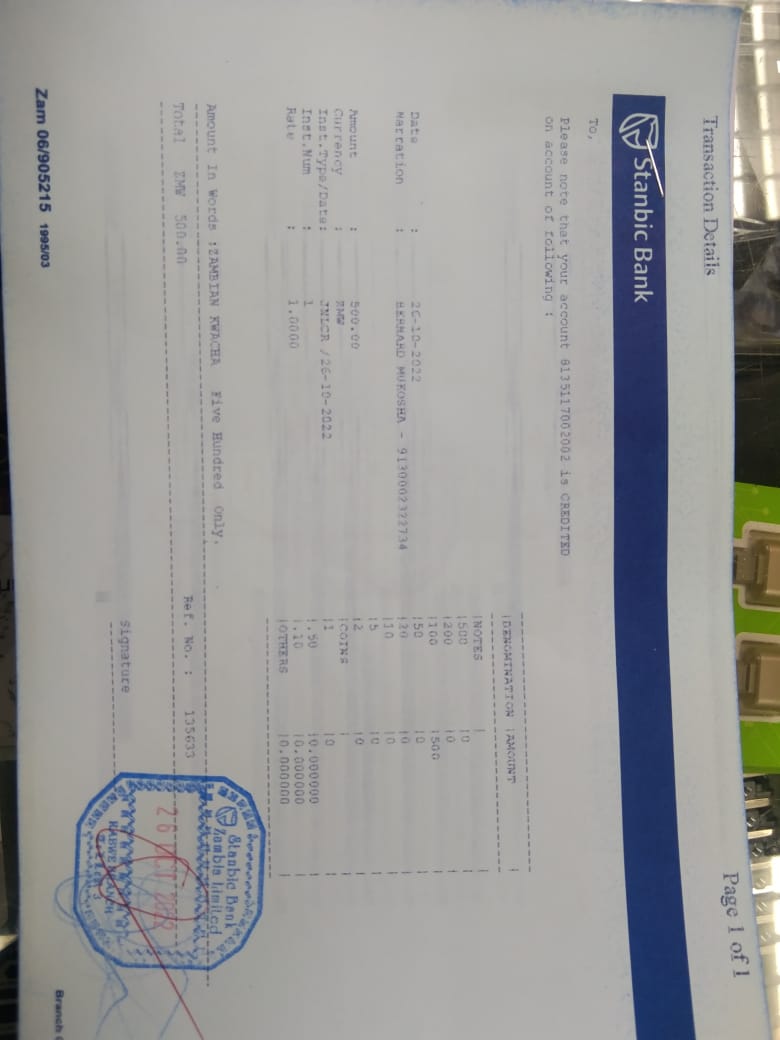 Transaction Details
Page 1 of 1
Stanbic Bank
To,
Please note that your account 8135117002002 is CREDITED
on account of following :
|DENOMINATION |AMOUNT |
|NOTES | |
|500 |0 |
|200 |0 |
|100 |500 |
|50 |0 |
|20 |0 |
|10 |0 |
|5 |0 |
|2 |0 |
|COINS | |
|1 |0 |
|.50 |0.000000 |
|.10 |0.000000 |
|OTHERS |0.000000 |
Date : 26-10-2022
Narration : BERNARD MUKOSHA - 9130002322734
Amount : 500.00
Currency : ZMW
Inst.Type/Date: JNLCR /26-10-2022
Inst.Num : 1
Rate : 1.0000
Amount In Words :ZAMBIAN KWACHA Five Hundred Only.
Total ZMW 500.00
Ref. No. : 135633
Signature
Stanbic Bank
Zambia Limited
26 OCT
KABWE BRANCH
Zam 06/905215 1995/03
Branch